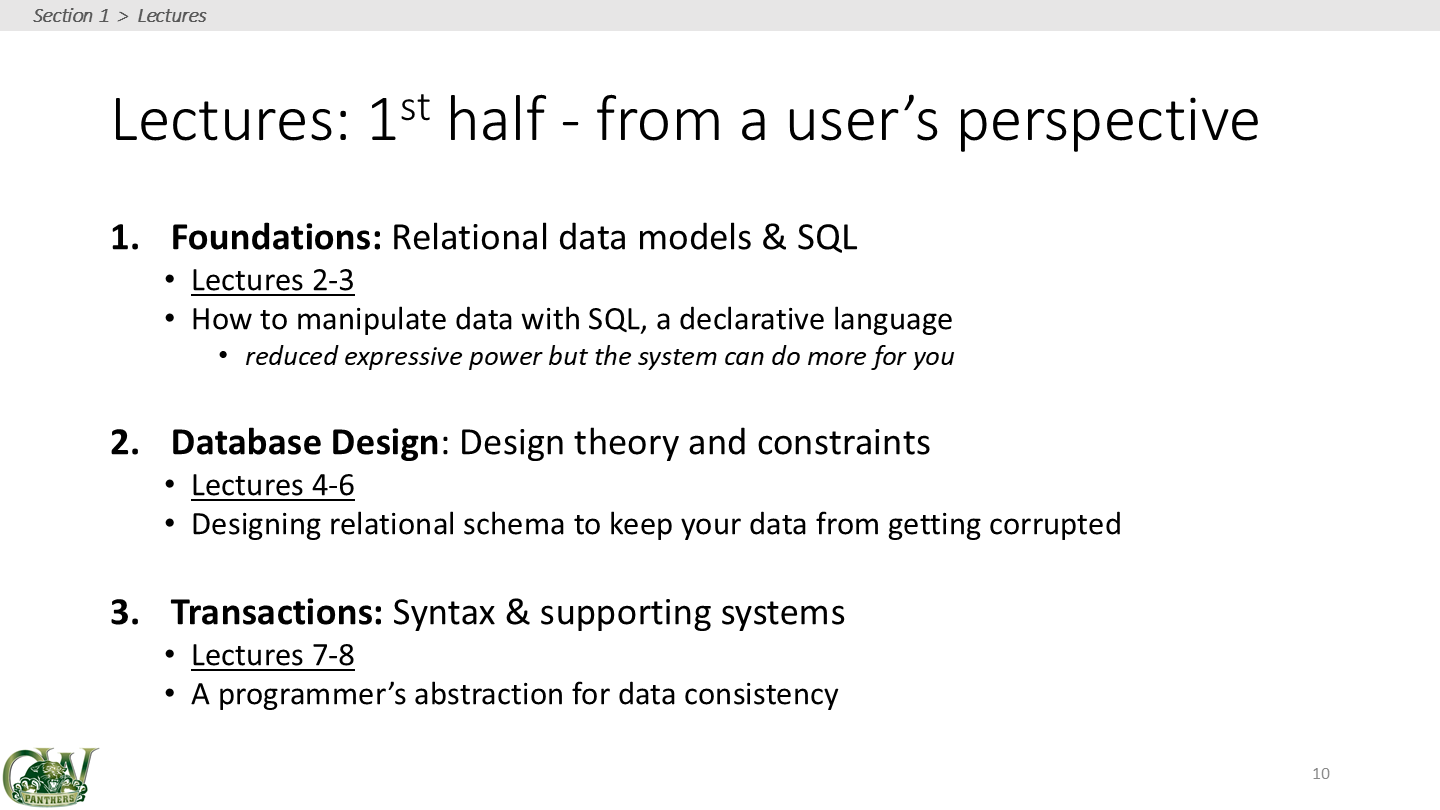 Section 1 > Lectures
Lectures: 1st half - from a user’s perspective
1. Foundations: Relational data models & SQL
• Lectures 2-3
• How to manipulate data with SQL, a declarative language
• reduced expressive power but the system can do more for you
2. Database Design: Design theory and constraints
• Lectures 4-6
• Designing relational schema to keep your data from getting corrupted
3. Transactions: Syntax & supporting systems
• Lectures 7-8
• A programmer’s abstraction for data consistency
OW
PANTHERS
10